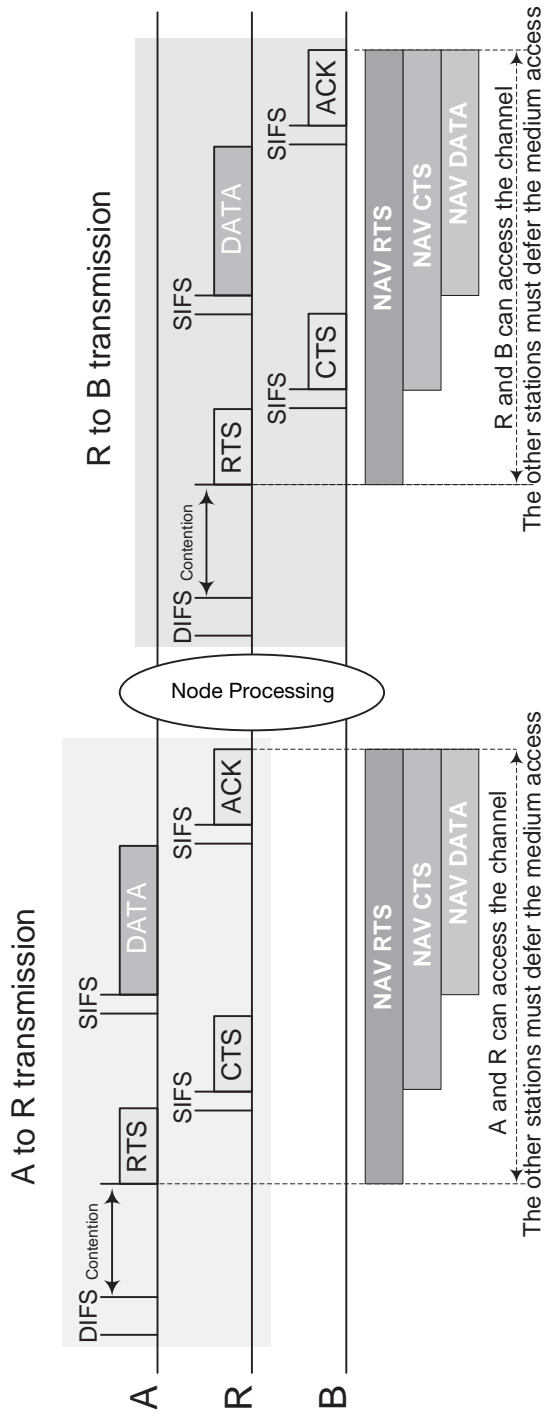 A to R transmission
R to B transmission
A
R
B
DIFS
Contention
RTS
SIFS
DATA
SIFS
CTS
SIFS
ACK
Node Processing
DIFS
Contention
RTS
SIFS
DATA
SIFS
CTS
SIFS
ACK
NAV RTS
NAV CTS
NAV DATA
A and R can access the channel
The other stations must defer the medium access
NAV RTS
NAV CTS
NAV DATA
R and B can access the channel
The other stations must defer the medium access